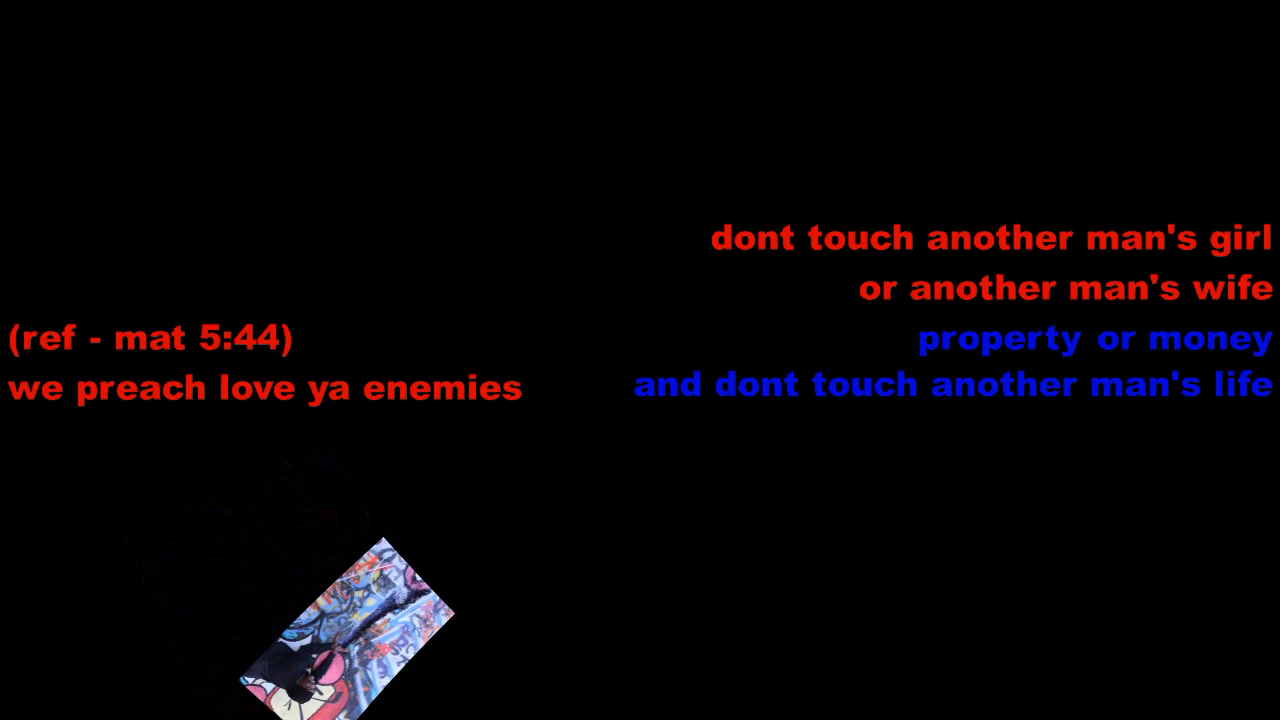 (ref - mat 5:44)
we preach love ya enemies
dont touch another man's girl
or another man's wife
property or money
and dont touch another man's life